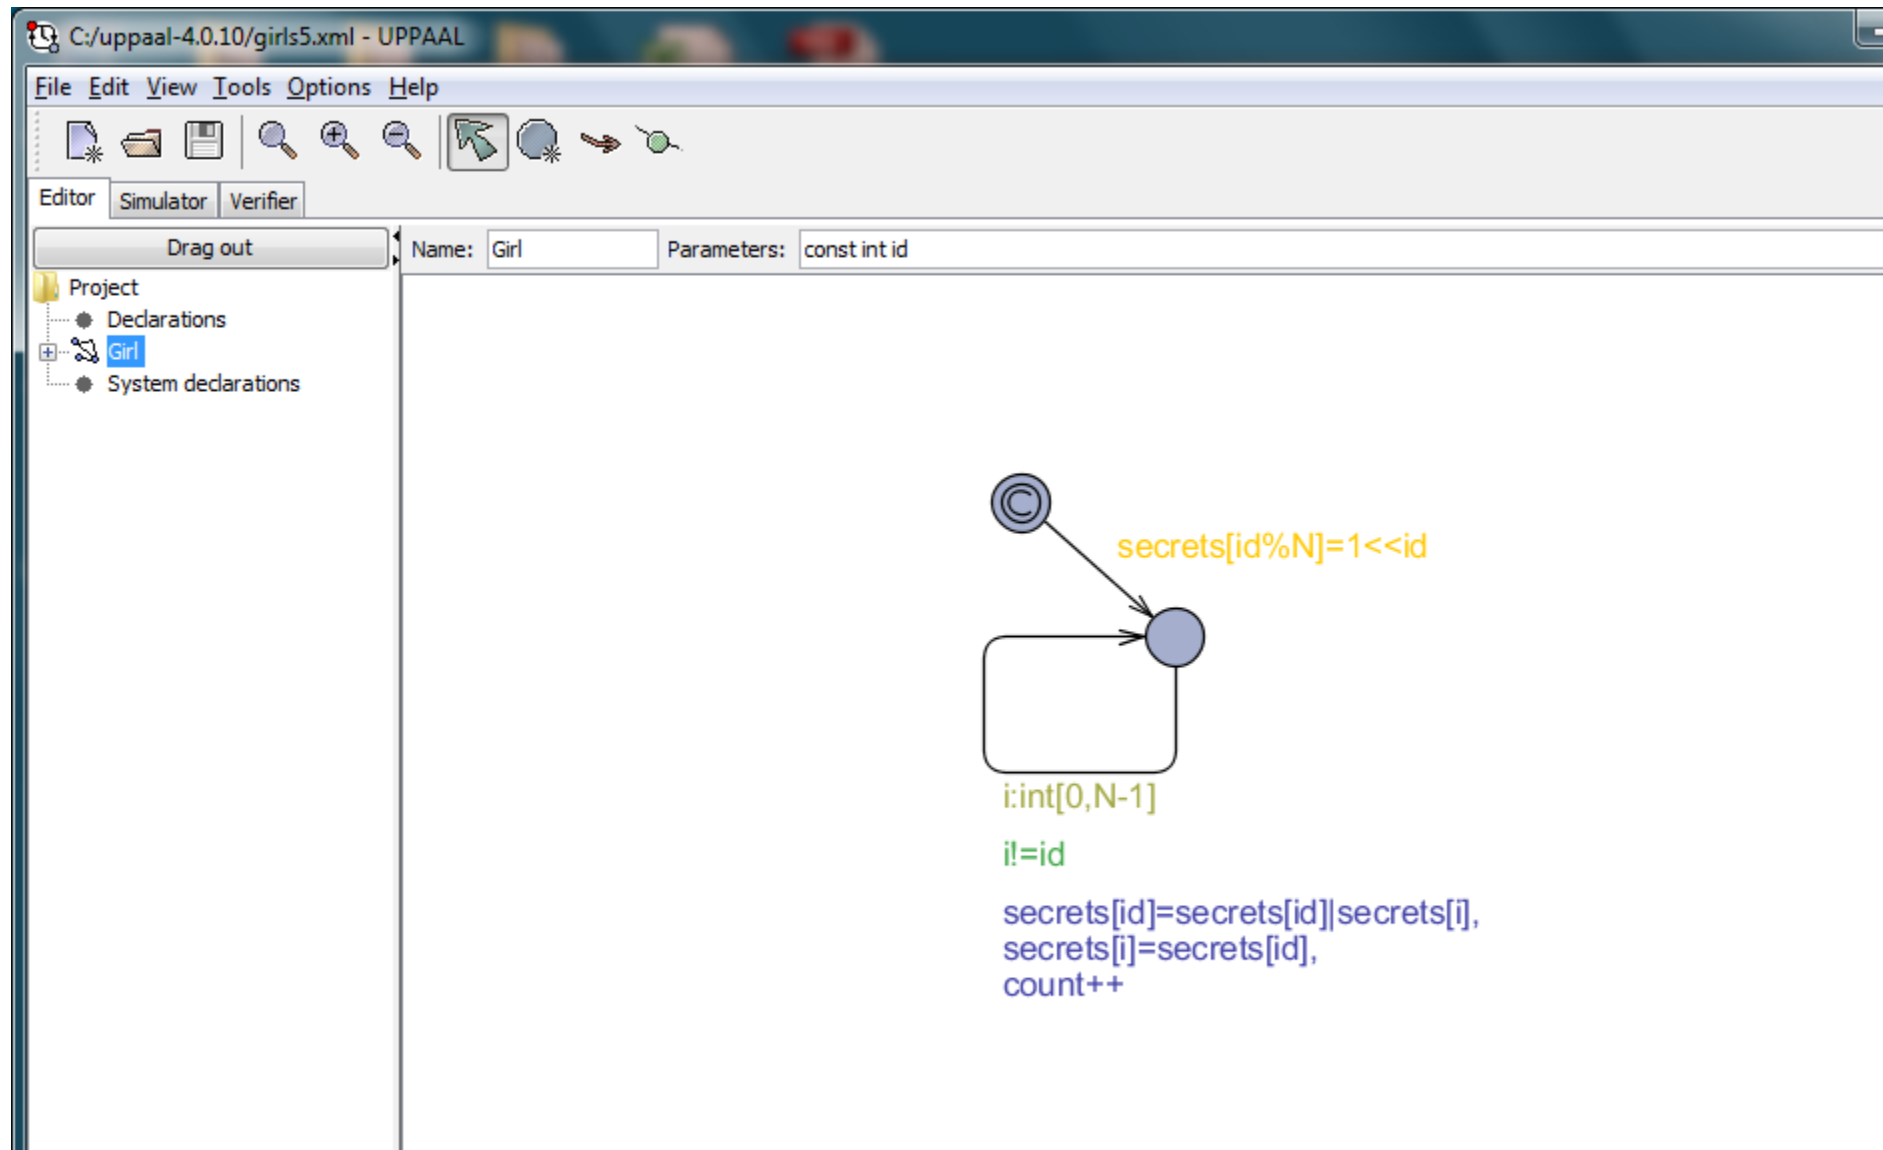 C:/uppaal-4.0.10/girls5.xml - UPPAAL
File Edit View Tools Options Help
Editor Simulator Verifier
Drag out
Name: Girl Parameters: const int id
Project
Declarations
Girl
System declarations
C
secrets[id%N]=1<<id
i:int[0,N-1]
i!=id
secrets[id]=secrets[id]|secrets[i],
secrets[i]=secrets[id],
count++